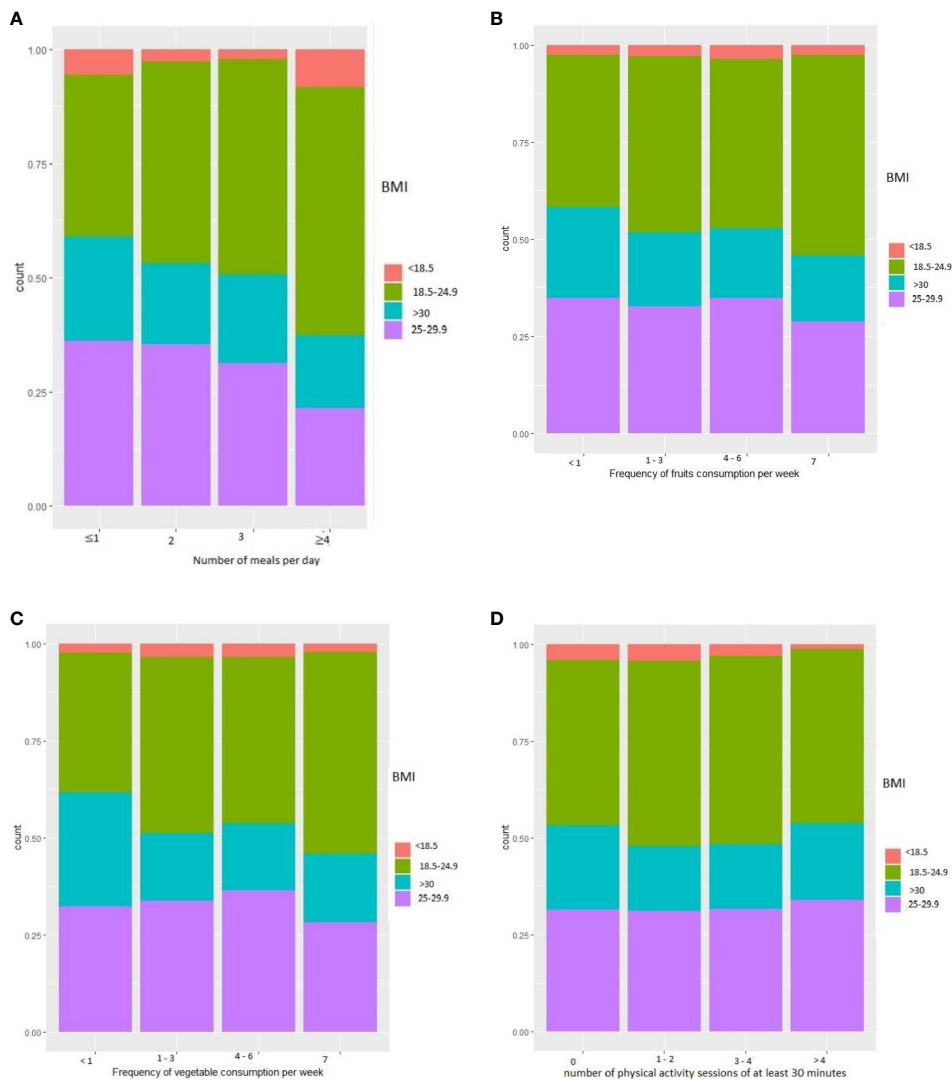 A
1.00
0.75
0.50
0.25
0.00
count
≤1 2 3 ≥4
Number of meals per day
BMI
<18.5
18.5-24.9
>30
25-29.9
B
1.00
0.75
0.50
0.25
0.00
count
<1 1-3 4-6 7
Frequency of fruits consumption per week
BMI
<18.5
18.5-24.9
>30
25-29.9
C
1.00
0.75
0.50
0.25
0.00
count
<1 1-3 4-6 7
Frequency of vegetable consumption per week
BMI
<18.5
18.5-24.9
>30
25-29.9
D
1.00
0.75
0.50
0.25
0.00
count
0 1-2 3-4 >4
number of physical activity sessions of at least 30 minutes
BMI
<18.5
18.5-24.9
>30
25-29.9